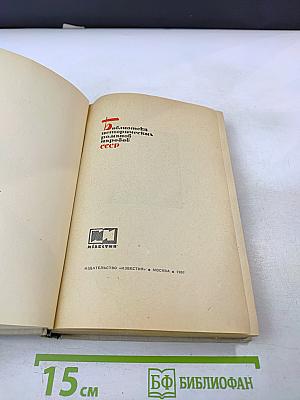 Библиотека
исторических
романов
народов
СССР
ИЗВЕСТИЯ
ИЗДАТЕЛЬСТВО «ИЗВЕСТИЯ» ● МОСКВА ●
15 см
БФ БИБЛИОФАН